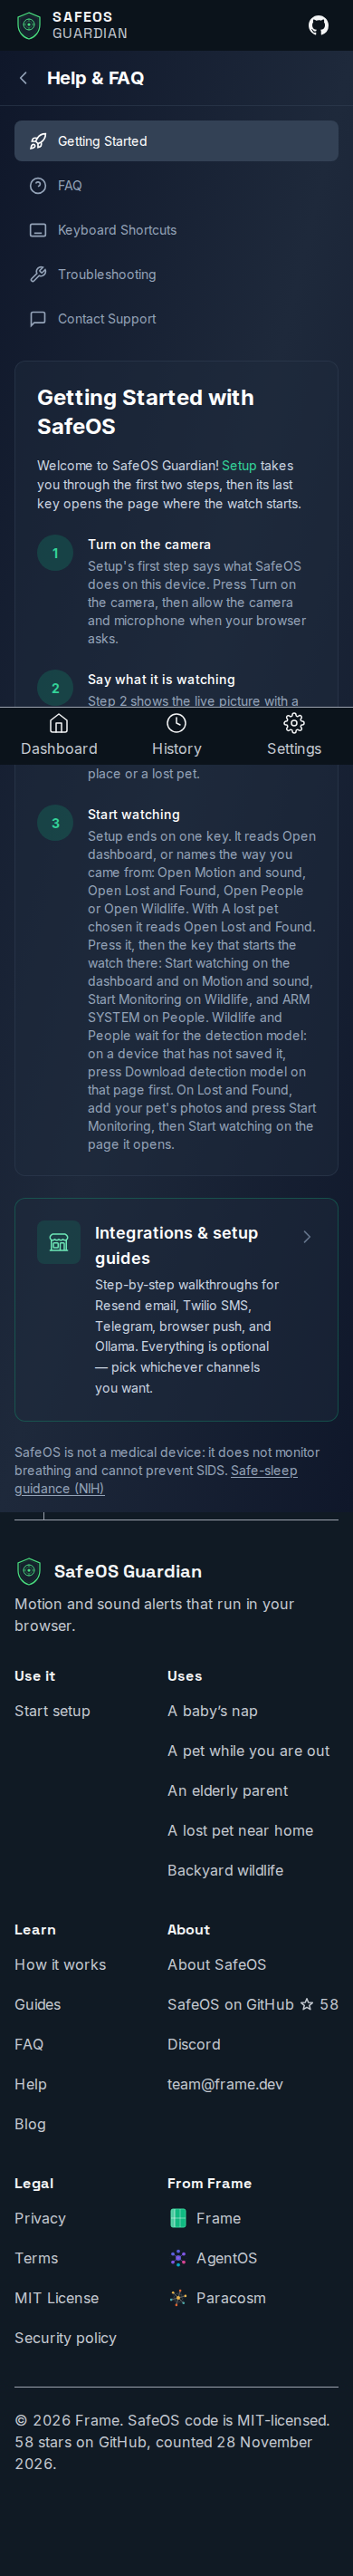 SAFEOS
GUARDIAN
Help & FAQ
Getting Started
FAQ
Keyboard Shortcuts
Troubleshooting
Contact Support
Getting Started with
SafeOS
Welcome to SafeOS Guardian! Setup takes
you through the first two steps, then its last
key opens the page where the watch starts.
1
Turn on the camera
Setup's first step says what SafeOS
does on this device. Press Turn on
the camera, then allow the camera
and microphone when your browser
asks.
2
Say what it is watching
Step 2 shows the live picture with a
Dashboard
History
Settings
place or a lost pet.
3
Start watching
Setup ends on one key. It reads Open
dashboard, or names the way you
came from: Open Motion and sound,
Open Lost and Found, Open People
or Open Wildlife. With A lost pet
chosen it reads Open Lost and Found.
Press it, then the key that starts the
watch there: Start watching on the
dashboard and on Motion and sound,
Start Monitoring on Wildlife, and ARM
SYSTEM on People. Wildlife and
People wait for the detection model:
on a device that has not saved it,
press Download detection model on
that page first. On Lost and Found,
add your pet's photos and press Start
Monitoring, then Start watching on the
page it opens.
Integrations & setup
guides
Step-by-step walkthroughs for
Resend email, Twilio SMS,
Telegram, browser push, and
Ollama. Everything is optional
— pick whichever channels
you want.
SafeOS is not a medical device: it does not monitor
breathing and cannot prevent SIDS. Safe-sleep
guidance (NIH)
SafeOS Guardian
Motion and sound alerts that run in your
browser.
Use it
Start setup
Uses
A baby’s nap
A pet while you are out
An elderly parent
A lost pet near home
Backyard wildlife
Learn
How it works
Guides
FAQ
Help
Blog
About
About SafeOS
SafeOS on GitHub ☆ 58
Discord
team@frame.dev
Legal
Privacy
Terms
MIT License
Security policy
From Frame
Frame
AgentOS
Paracosm
© 2026 Frame. SafeOS code is MIT-licensed.
58 stars on GitHub, counted 28 November
2026.